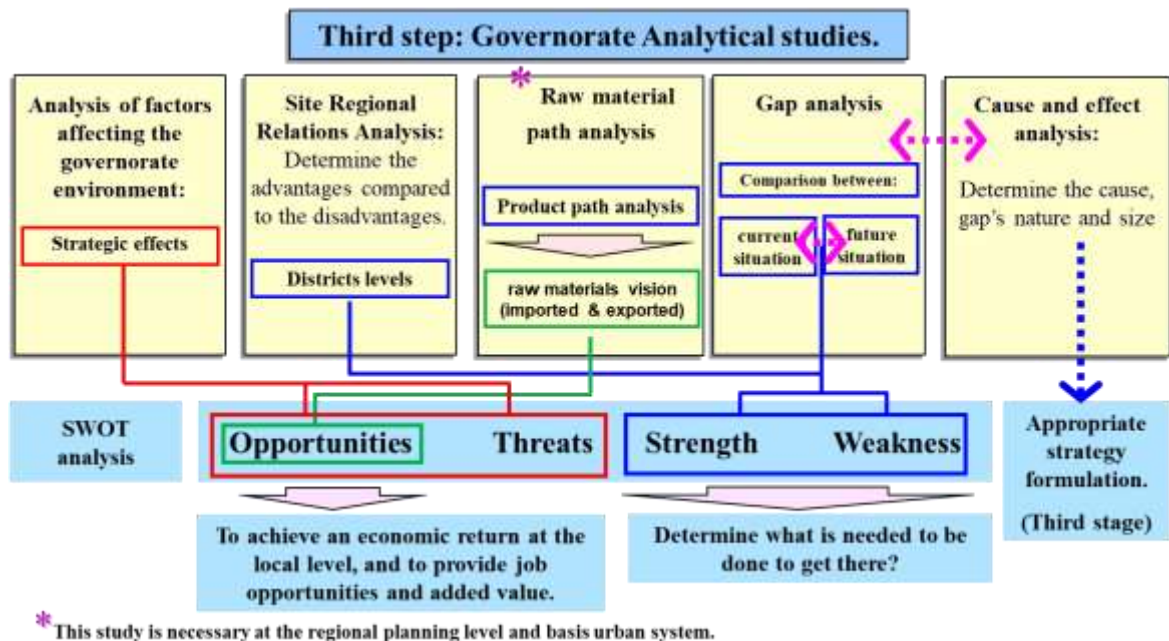 Third step: Governorate Analytical studies.
Analysis of factors
affecting the
governorate
environment:
Strategic effects
Site Regional
Relations Analysis:
Determine the
advantages compared
to the disadvantages.
Districts levels
* Raw material
path analysis
Product path analysis
raw materials vision
(imported & exported)
Gap analysis
Comparison between:
current
situation
future
situation
Cause and effect
analysis:
Determine the cause,
gap's nature and size
SWOT
analysis
Opportunities
Threats
Strength
Weakness
Appropriate
strategy
formulation.
(Third stage)
To achieve an economic return at the
local level, and to provide job
opportunities and added value.
Determine what is needed to be
done to get there?
*This study is necessary at the regional planning level and basis urban system.